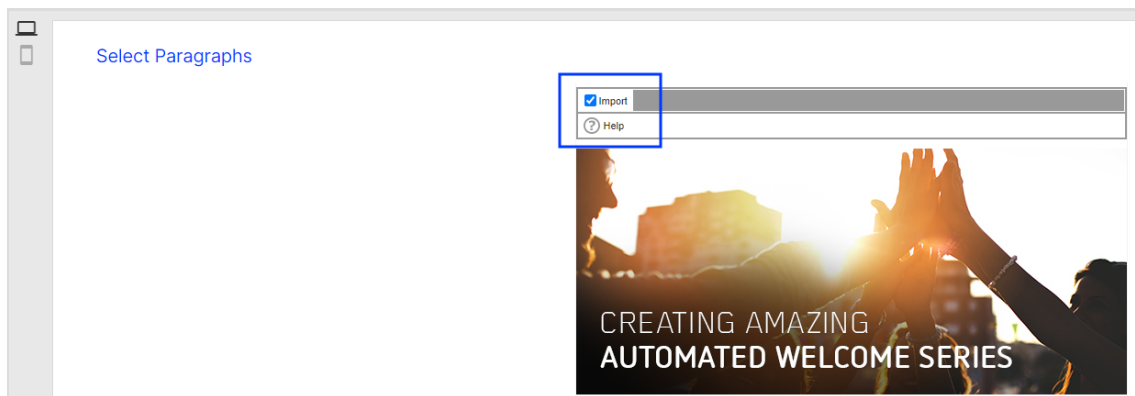 Select Paragraphs
Import
? Help
CREATING AMAZING
AUTOMATED WELCOME SERIES